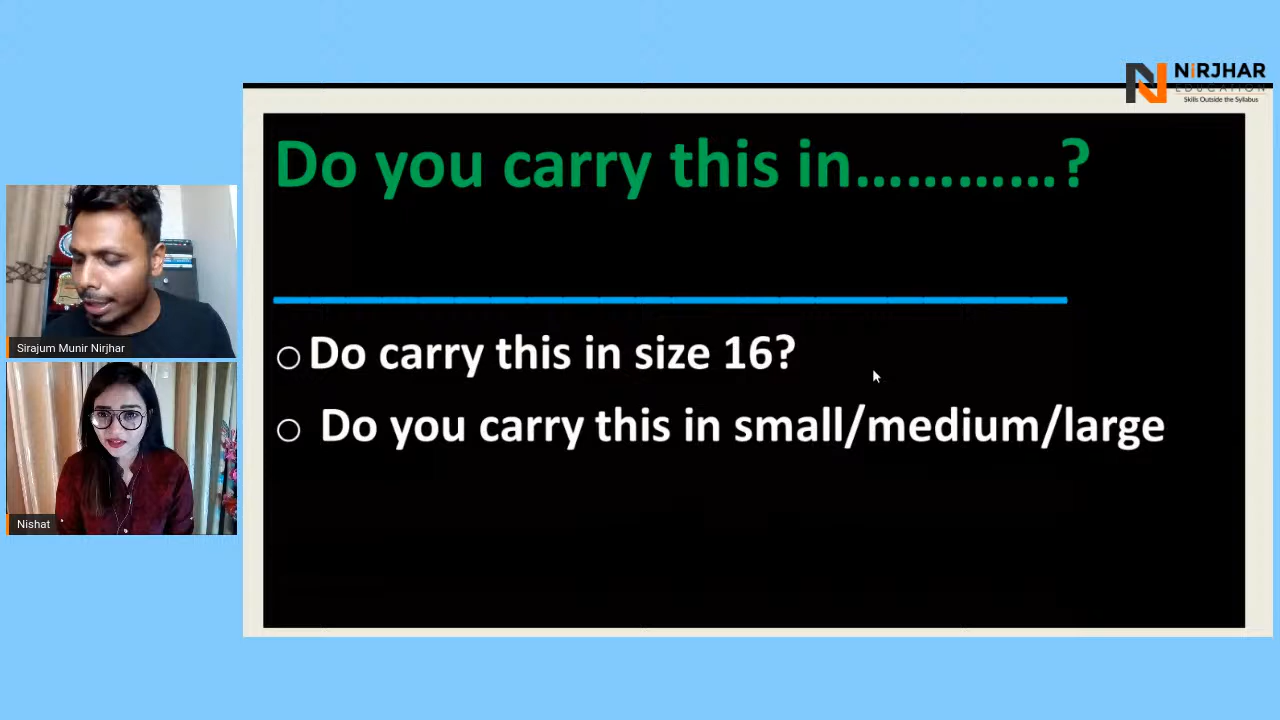 NiRJHAR
EDUCATION
Skills Outside the Syllabus
Do you carry this in.............?
Do carry this in size 16?
Do you carry this in small/medium/large
Sirajum Munir Nirjhar
Nishat